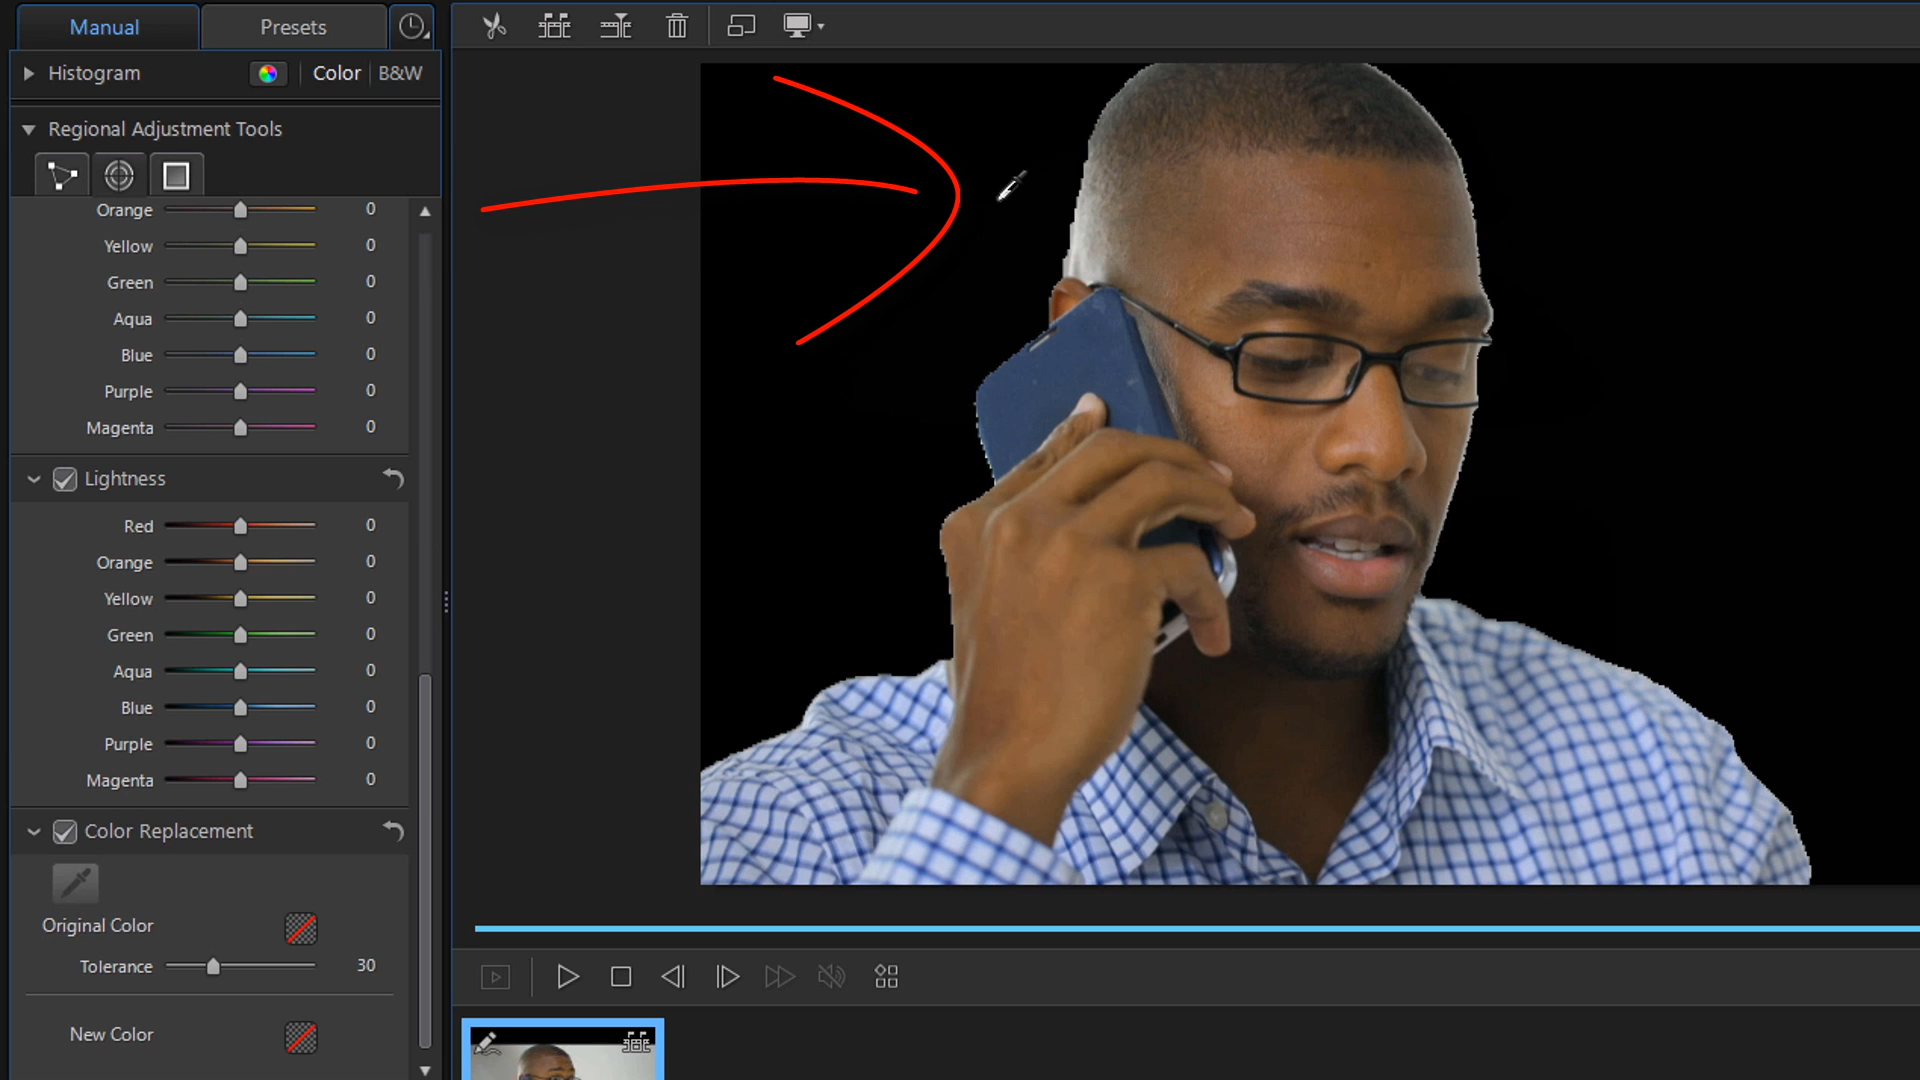 Manual
Presets
Histogram
Color
B&W
Regional Adjustment Tools
Orange 0
Yellow 0
Green 0
Aqua 0
Blue 0
Purple 0
Magenta 0
Lightness
Red 0
Orange 0
Yellow 0
Green 0
Aqua 0
Blue 0
Purple 0
Magenta 0
Color Replacement
Original Color
Tolerance 30
New Color